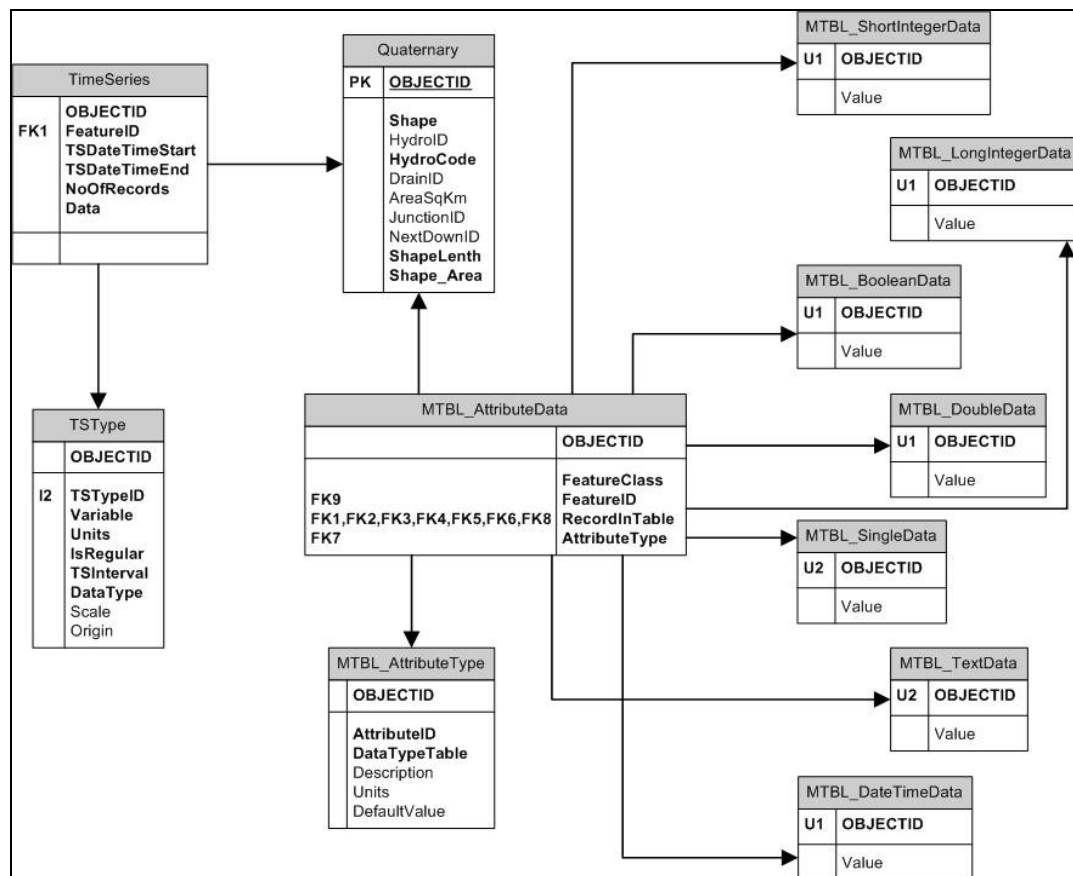 TimeSeries
OBJECTID
FK1 FeatureID
TSDateTimeStart
TSDateTimeEnd
NoOfRecords
Data
Quaternary
PK OBJECTID
Shape
HydroID
HydroCode
DrainID
AreaSqKm
JunctionID
NextDownID
ShapeLenth
Shape_Area
MTBL_ShortIntegerData
U1 OBJECTID
Value
MTBL_LongIntegerData
U1 OBJECTID
Value
MTBL_BooleanData
U1 OBJECTID
Value
TSType
OBJECTID
I2 TSTypeID
Variable
Units
IsRegular
TSInterval
DataType
Scale
Origin
MTBL_AttributeData
OBJECTID
FeatureClass
FK9 FeatureID
FK1,FK2,FK3,FK4,FK5,FK6,FK8 RecordInTable
FK7 AttributeType
MTBL_DoubleData
U1 OBJECTID
Value
MTBL_SingleData
U2 OBJECTID
Value
MTBL_AttributeType
OBJECTID
AttributeID
DataTypeTable
Description
Units
DefaultValue
MTBL_TextData
U2 OBJECTID
Value
MTBL_DateTimeData
U1 OBJECTID
Value